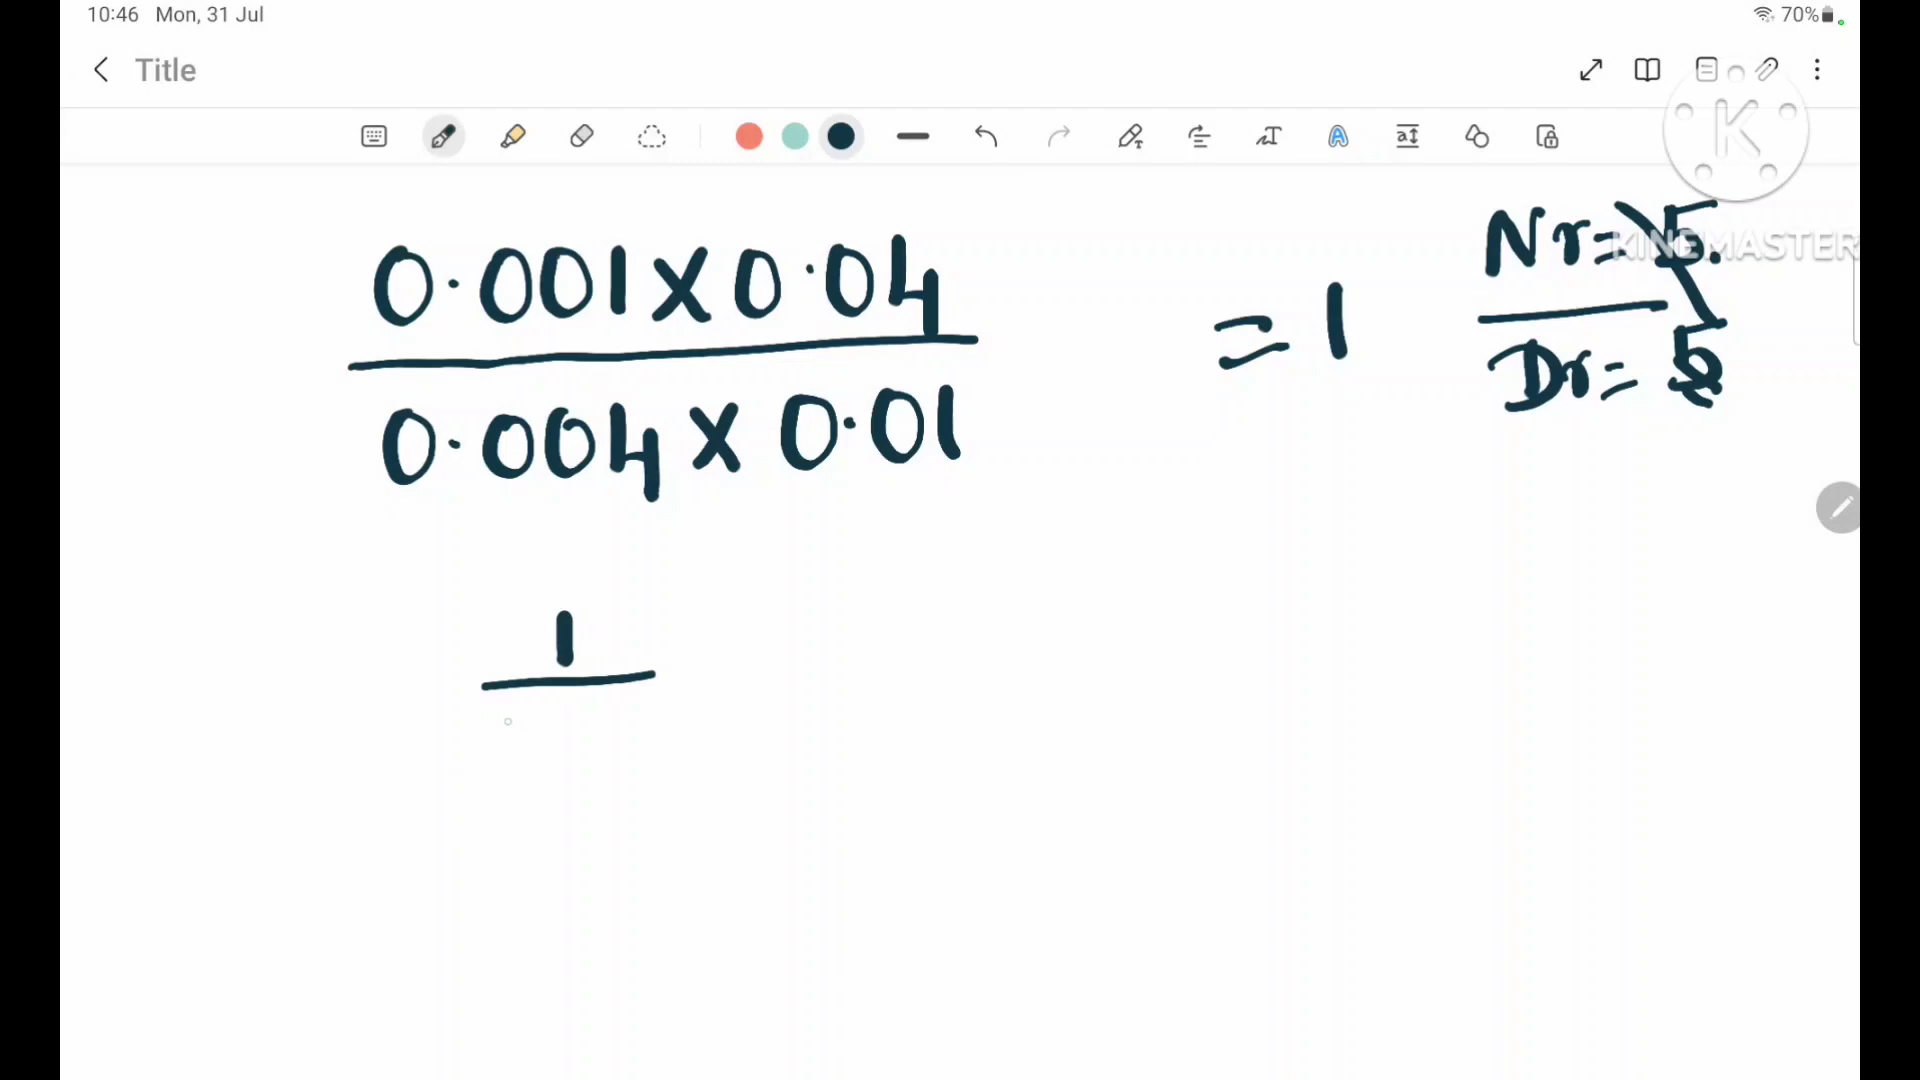 10:46 Mon, 31 Jul
70%
Title
K
KINEMASTER
0.001 x 0.04
0.004 x 0.01
= 1
Nr = 5.
Dr =
1